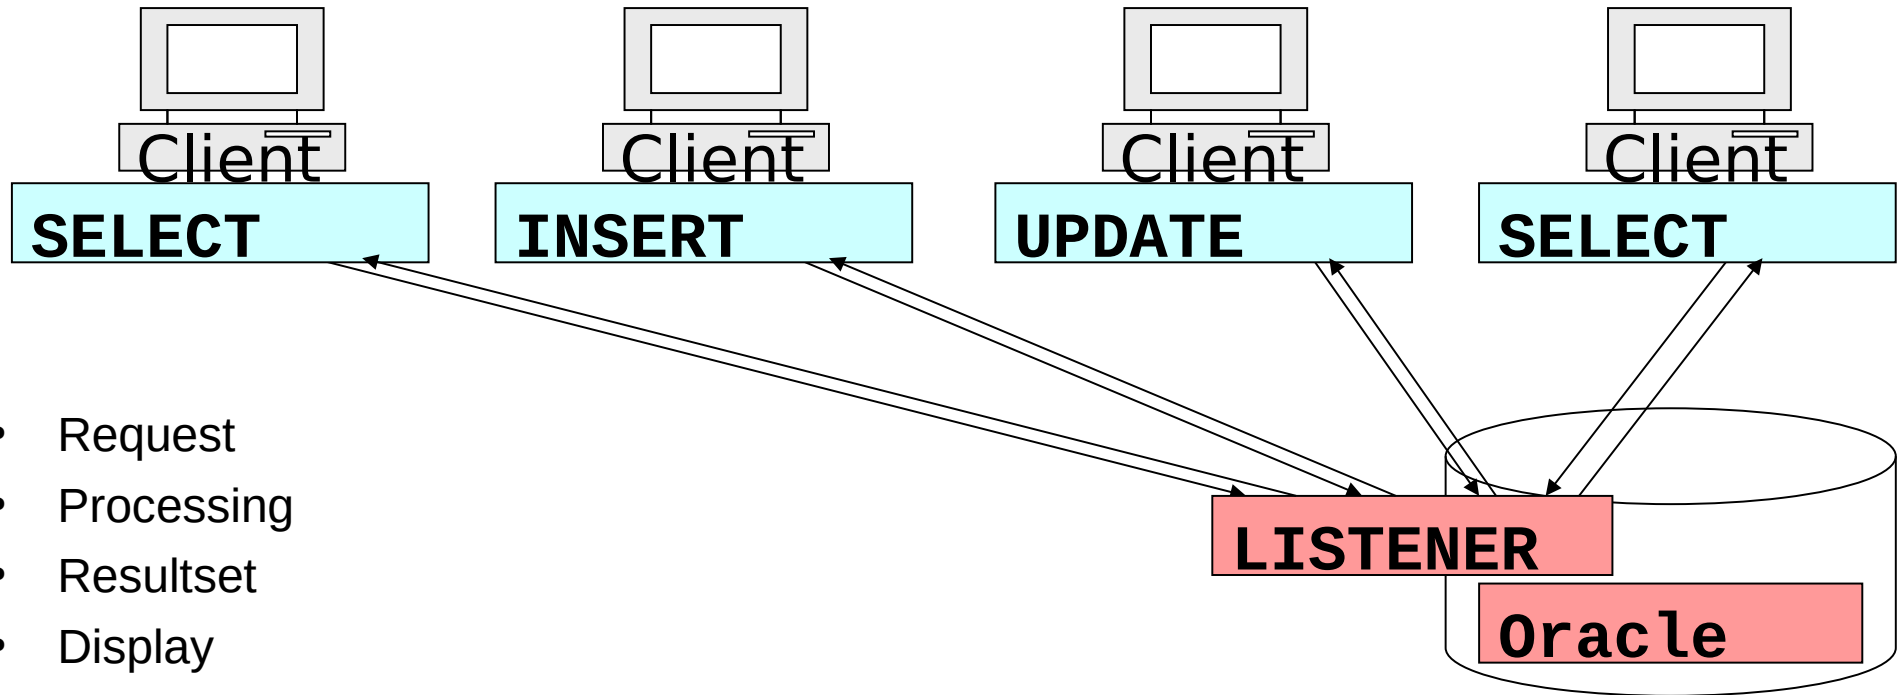 Client Client Client Client
SELECT INSERT UPDATE SELECT
• Request
• Processing
• Resultset
• Display
LISTENER
Oracle